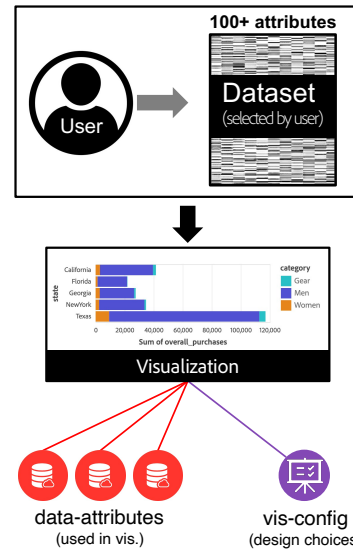 100+ attributes
User
Dataset
(selected by user)
California
Florida
Georgia
NewYork
Texas
state
0 20,000 40,000 60,000 80,000 100,000 120,000
Sum of overall_purchases
category
Gear
Men
Women
Visualization
data-attributes
(used in vis.)
vis-config
(design choices